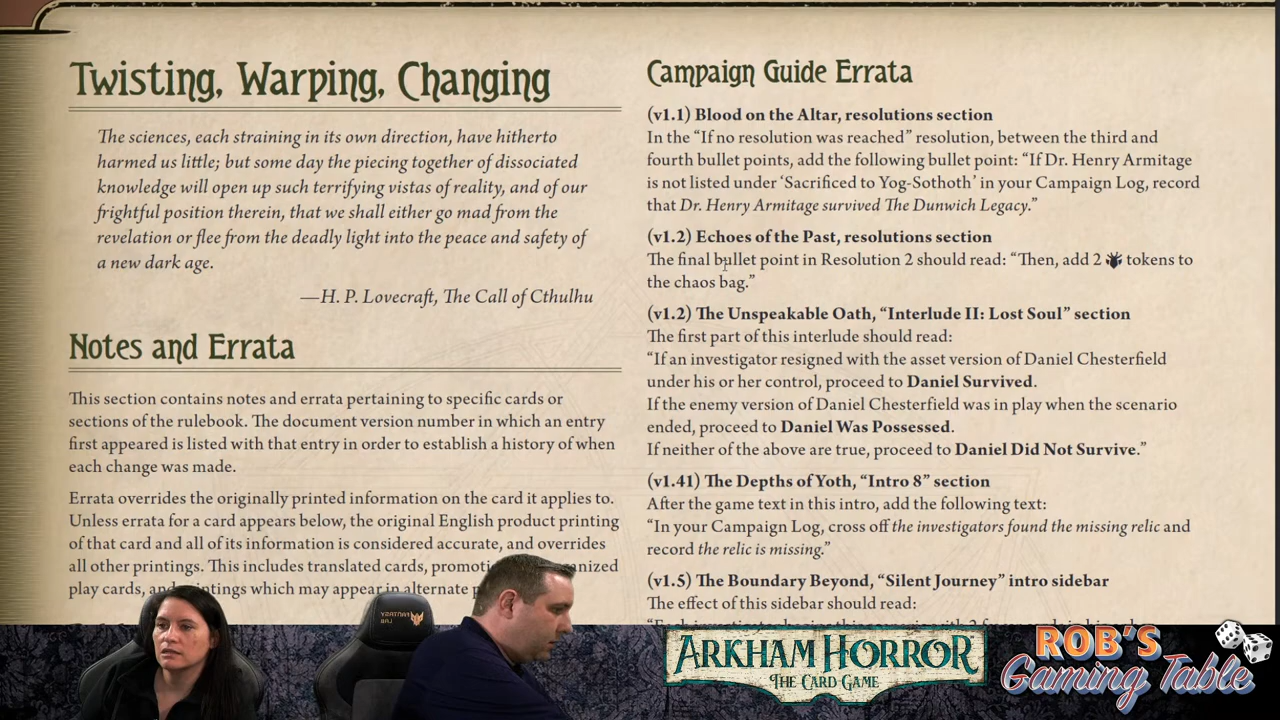 Twisting, Warping, Changing
The sciences, each straining in its own direction, have hitherto
harmed us little; but some day the piecing together of dissociated
knowledge will open up such terrifying vistas of reality, and of our
frightful position therein, that we shall either go mad from the
revelation or flee from the deadly light into the peace and safety of
a new dark age.
—H. P. Lovecraft, The Call of Cthulhu
Notes and Errata
This section contains notes and errata pertaining to specific cards or
sections of the rulebook. The document version number in which an entry
first appeared is listed with that entry in order to establish a history of when
each change was made.
Errata overrides the originally printed information on the card it applies to.
Unless errata for a card appears below, the original English product printing
of that card and all of its information is considered accurate, and overrides
all other printings. This includes translated cards,
play cards, which may appear in alternate
Campaign Guide Errata
(v1.1) Blood on the Altar, resolutions section
In the “If no resolution was reached” resolution, between the third and
fourth bullet points, add the following bullet point: “If Dr. Henry Armitage
is not listed under ‘Sacrificed to Yog-Sothoth’ in your Campaign Log, record
that Dr. Henry Armitage survived The Dunwich Legacy.”
(v1.2) Echoes of the Past, resolutions section
The final bullet point in Resolution 2 should read: “Then, add 2 tokens to
the chaos bag.”
(v1.2) The Unspeakable Oath, “Interlude II: Lost Soul” section
The first part of this interlude should read:
“If an investigator resigned with the asset version of Daniel Chesterfield
under his or her control, proceed to Daniel Survived.
If the enemy version of Daniel Chesterfield was in play when the scenario
ended, proceed to Daniel Was Possessed.
If neither of the above are true, proceed to Daniel Did Not Survive.”
(v1.41) The Depths of Yoth, “Intro 8” section
After the game text in this intro, add the following text:
“In your Campaign Log, cross off the investigators found the missing relic and
record the relic is missing.”
(v1.5) The Boundary Beyond, “Silent Journey” intro sidebar
The effect of this sidebar should read:
ARKHAM HORROR
THE CARD GAME
ROB'S
Gaming Table